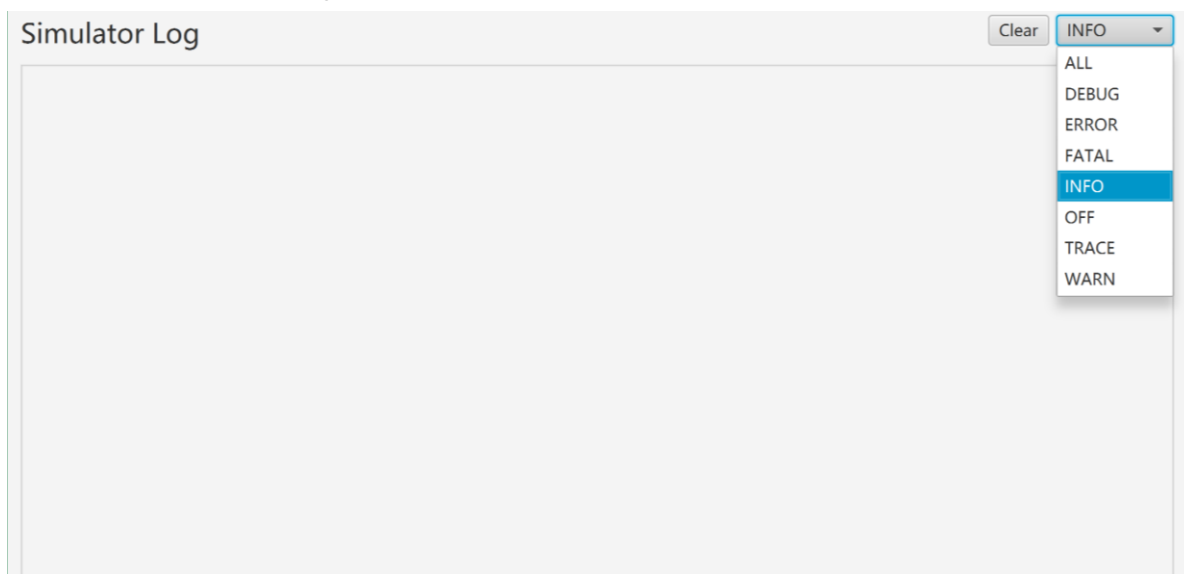 Simulator Log
Clear
INFO
ALL
DEBUG
ERROR
FATAL
INFO
OFF
TRACE
WARN